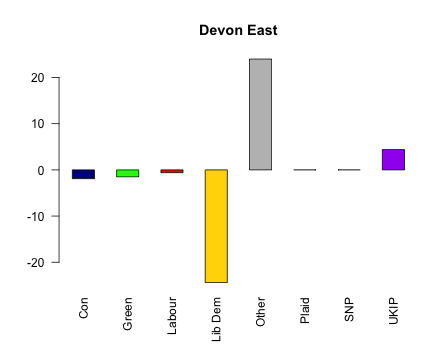 Devon East
20
10
0
-10
-20
Con
Green
Labour
Lib Dem
Other
Plaid
SNP
UKIP